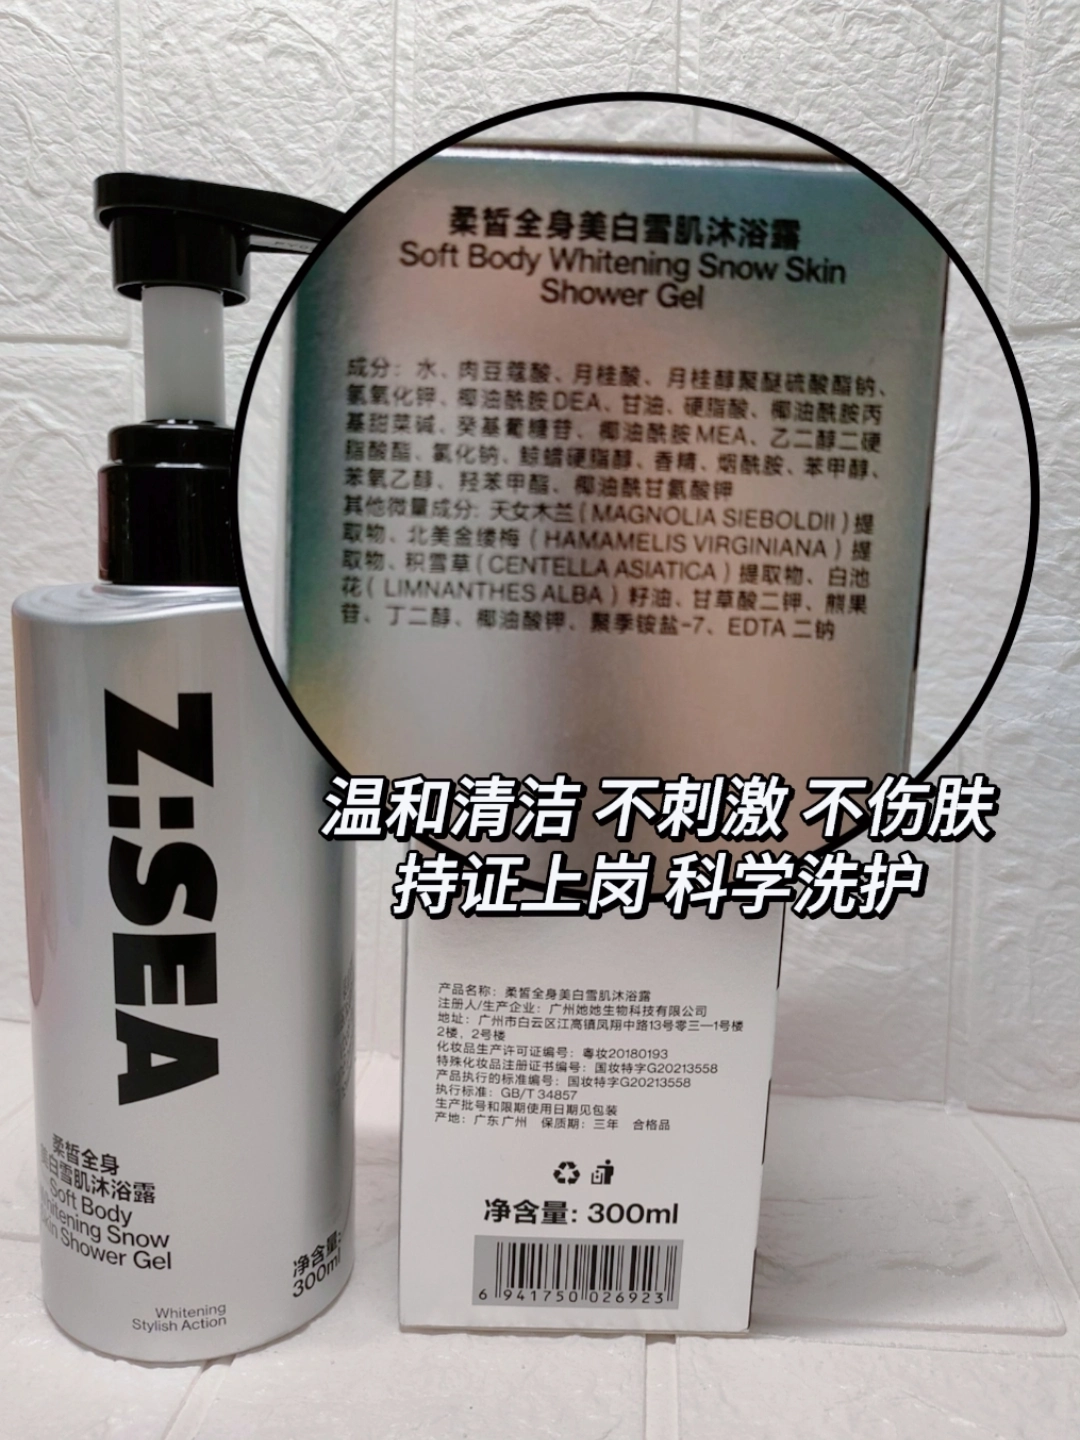 柔皙全身美白雪肌沐浴露
Soft Body Whitening Snow Skin
Shower Gel
成分：水、肉豆蔻酸、月桂酸、月桂醇聚醚硫酸酯钠、
氢氧化钾、椰油酰胺DEA、甘油、硬脂酸、椰油酰胺丙
基甜菜碱、癸基葡糖苷、椰油酰胺MEA、乙二醇二硬
脂酸酯、氯化钠、鲸蜡硬脂醇、香精、烟酰胺、苯甲醇、
苯氧乙醇、羟苯甲酯、椰油酰甘氨酸钾
其他微量成分: 天女木兰（MAGNOLIA SIEBOLDII）提
取物、北美金缕梅（HAMAMELIS VIRGINIANA）提
取物、积雪草（CENTELLA ASIATICA）提取物、白池
花（LIMNANTHES ALBA）籽油、甘草酸二钾、熊果
苷、丁二醇、椰油酸钾、聚季铵盐-7、EDTA 二钠
温和清洁 不刺激 不伤肤
持证上岗 科学洗护
Z:SEA
柔皙全身
美白雪肌沐浴露
Soft Body
Whitening Snow
Skin Shower Gel
净含量:
300ml
Whitening
Stylish Action
产品名称：柔皙全身美白雪肌沐浴露
注册人/生产企业：广州她她生物科技有限公司
地址：广州市白云区江高镇凤翔中路13号零三一1号楼
2楼，2号楼
化妆品生产许可证编号：粤妆20180193
特殊化妆品注册证书编号：国妆特字G20213558
产品执行的标准编号：国妆特字G20213558
执行标准：GB/T 34857
生产批号和限期使用日期见包装
产地：广东广州 保质期：三年 合格品
净含量: 300ml
6 941750 026923